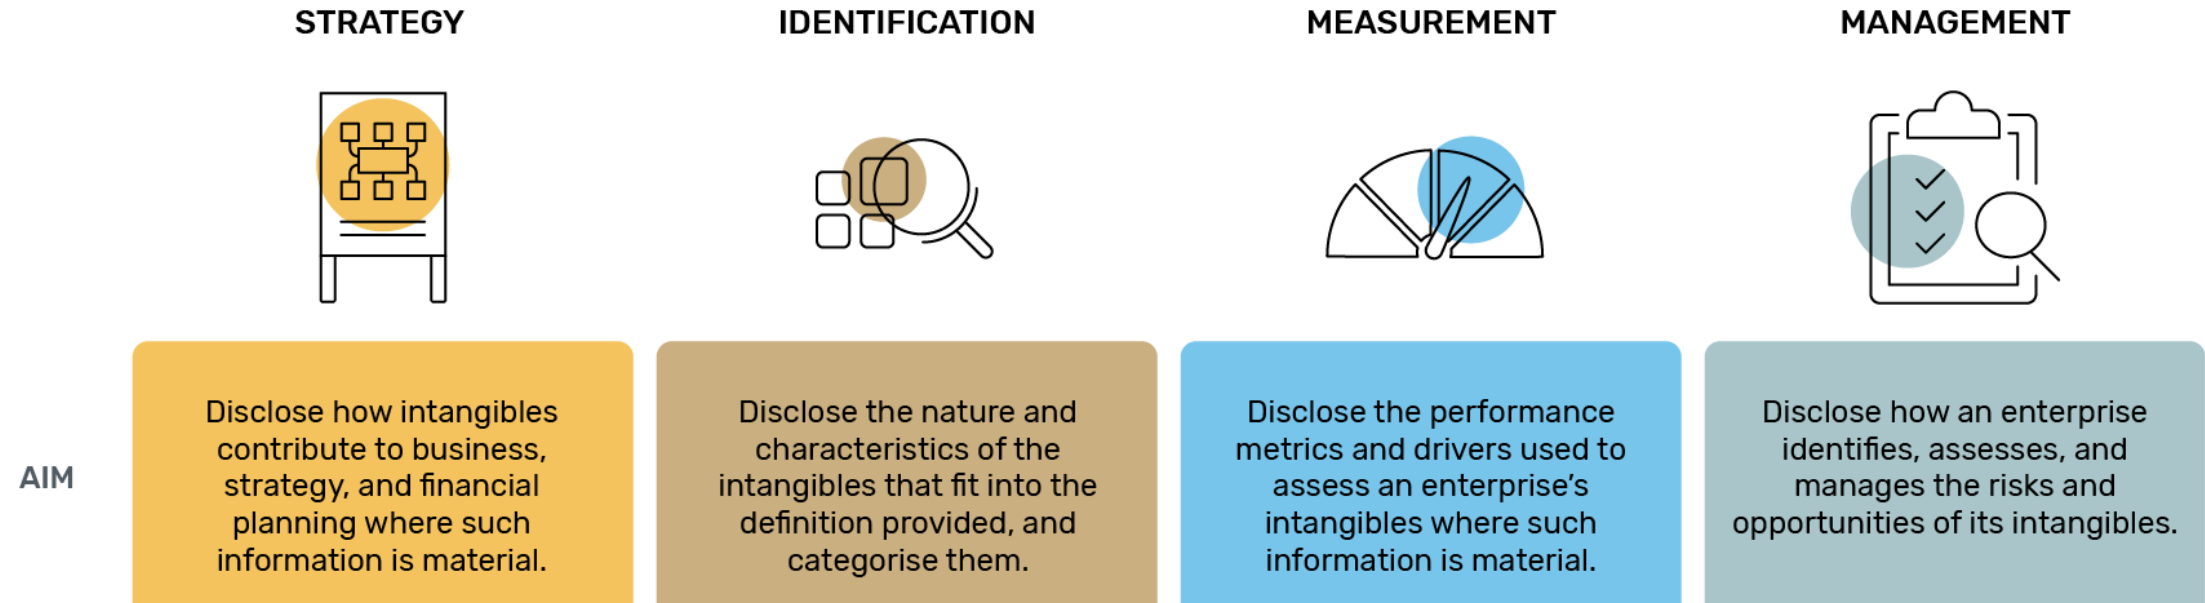 STRATEGY
IDENTIFICATION
MEASUREMENT
MANAGEMENT
AIM
Disclose how intangibles
contribute to business,
strategy, and financial
planning where such
information is material.
Disclose the nature and
characteristics of the
intangibles that fit into the
definition provided, and
categorise them.
Disclose the performance
metrics and drivers used to
assess an enterprise’s
intangibles where such
information is material.
Disclose how an enterprise
identifies, assesses, and
manages the risks and
opportunities of its intangibles.